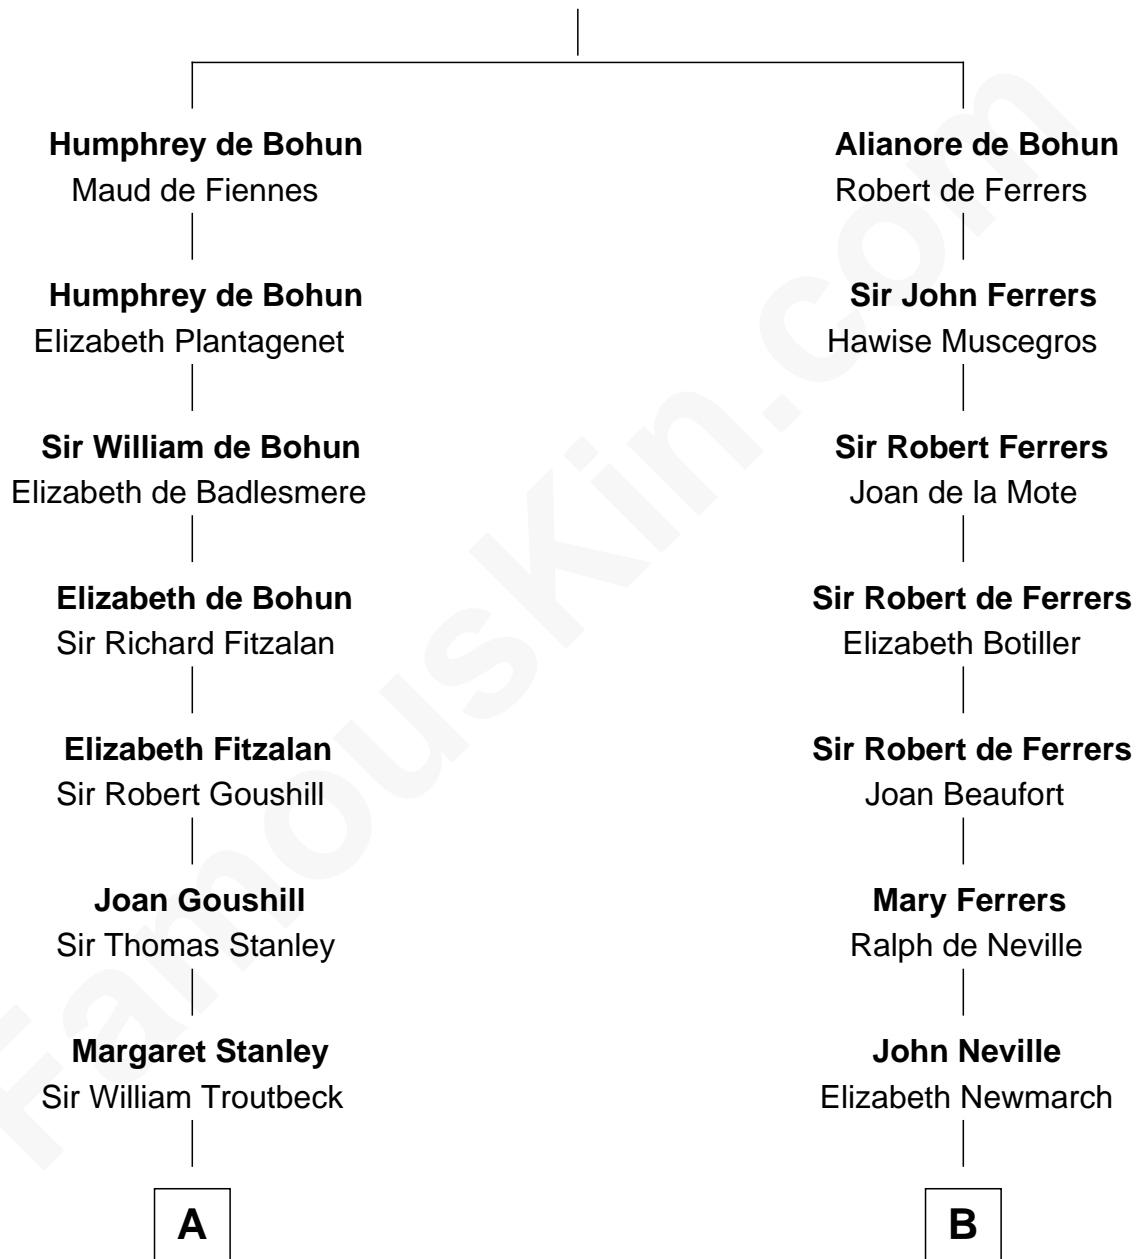 Humphrey de Bohun
Maud de Fiennes
Humphrey de Bohun
Elizabeth Plantagenet
Sir William de Bohun
Elizabeth de Badlesmere
Elizabeth de Bohun
Sir Richard Fitzalan
Elizabeth Fitzalan
Sir Robert Goushill
Joan Goushill
Sir Thomas Stanley
Margaret Stanley
Sir William Troutbeck
A
Alianore de Bohun
Robert de Ferrers
Sir John Ferrers
Hawise Muscegros
Sir Robert Ferrers
Joan de la Mote
Sir Robert de Ferrers
Elizabeth Botiller
Sir Robert de Ferrers
Joan Beaufort
Mary Ferrers
Ralph de Neville
John Neville
Elizabeth Newmarch
B
FamousKin.com